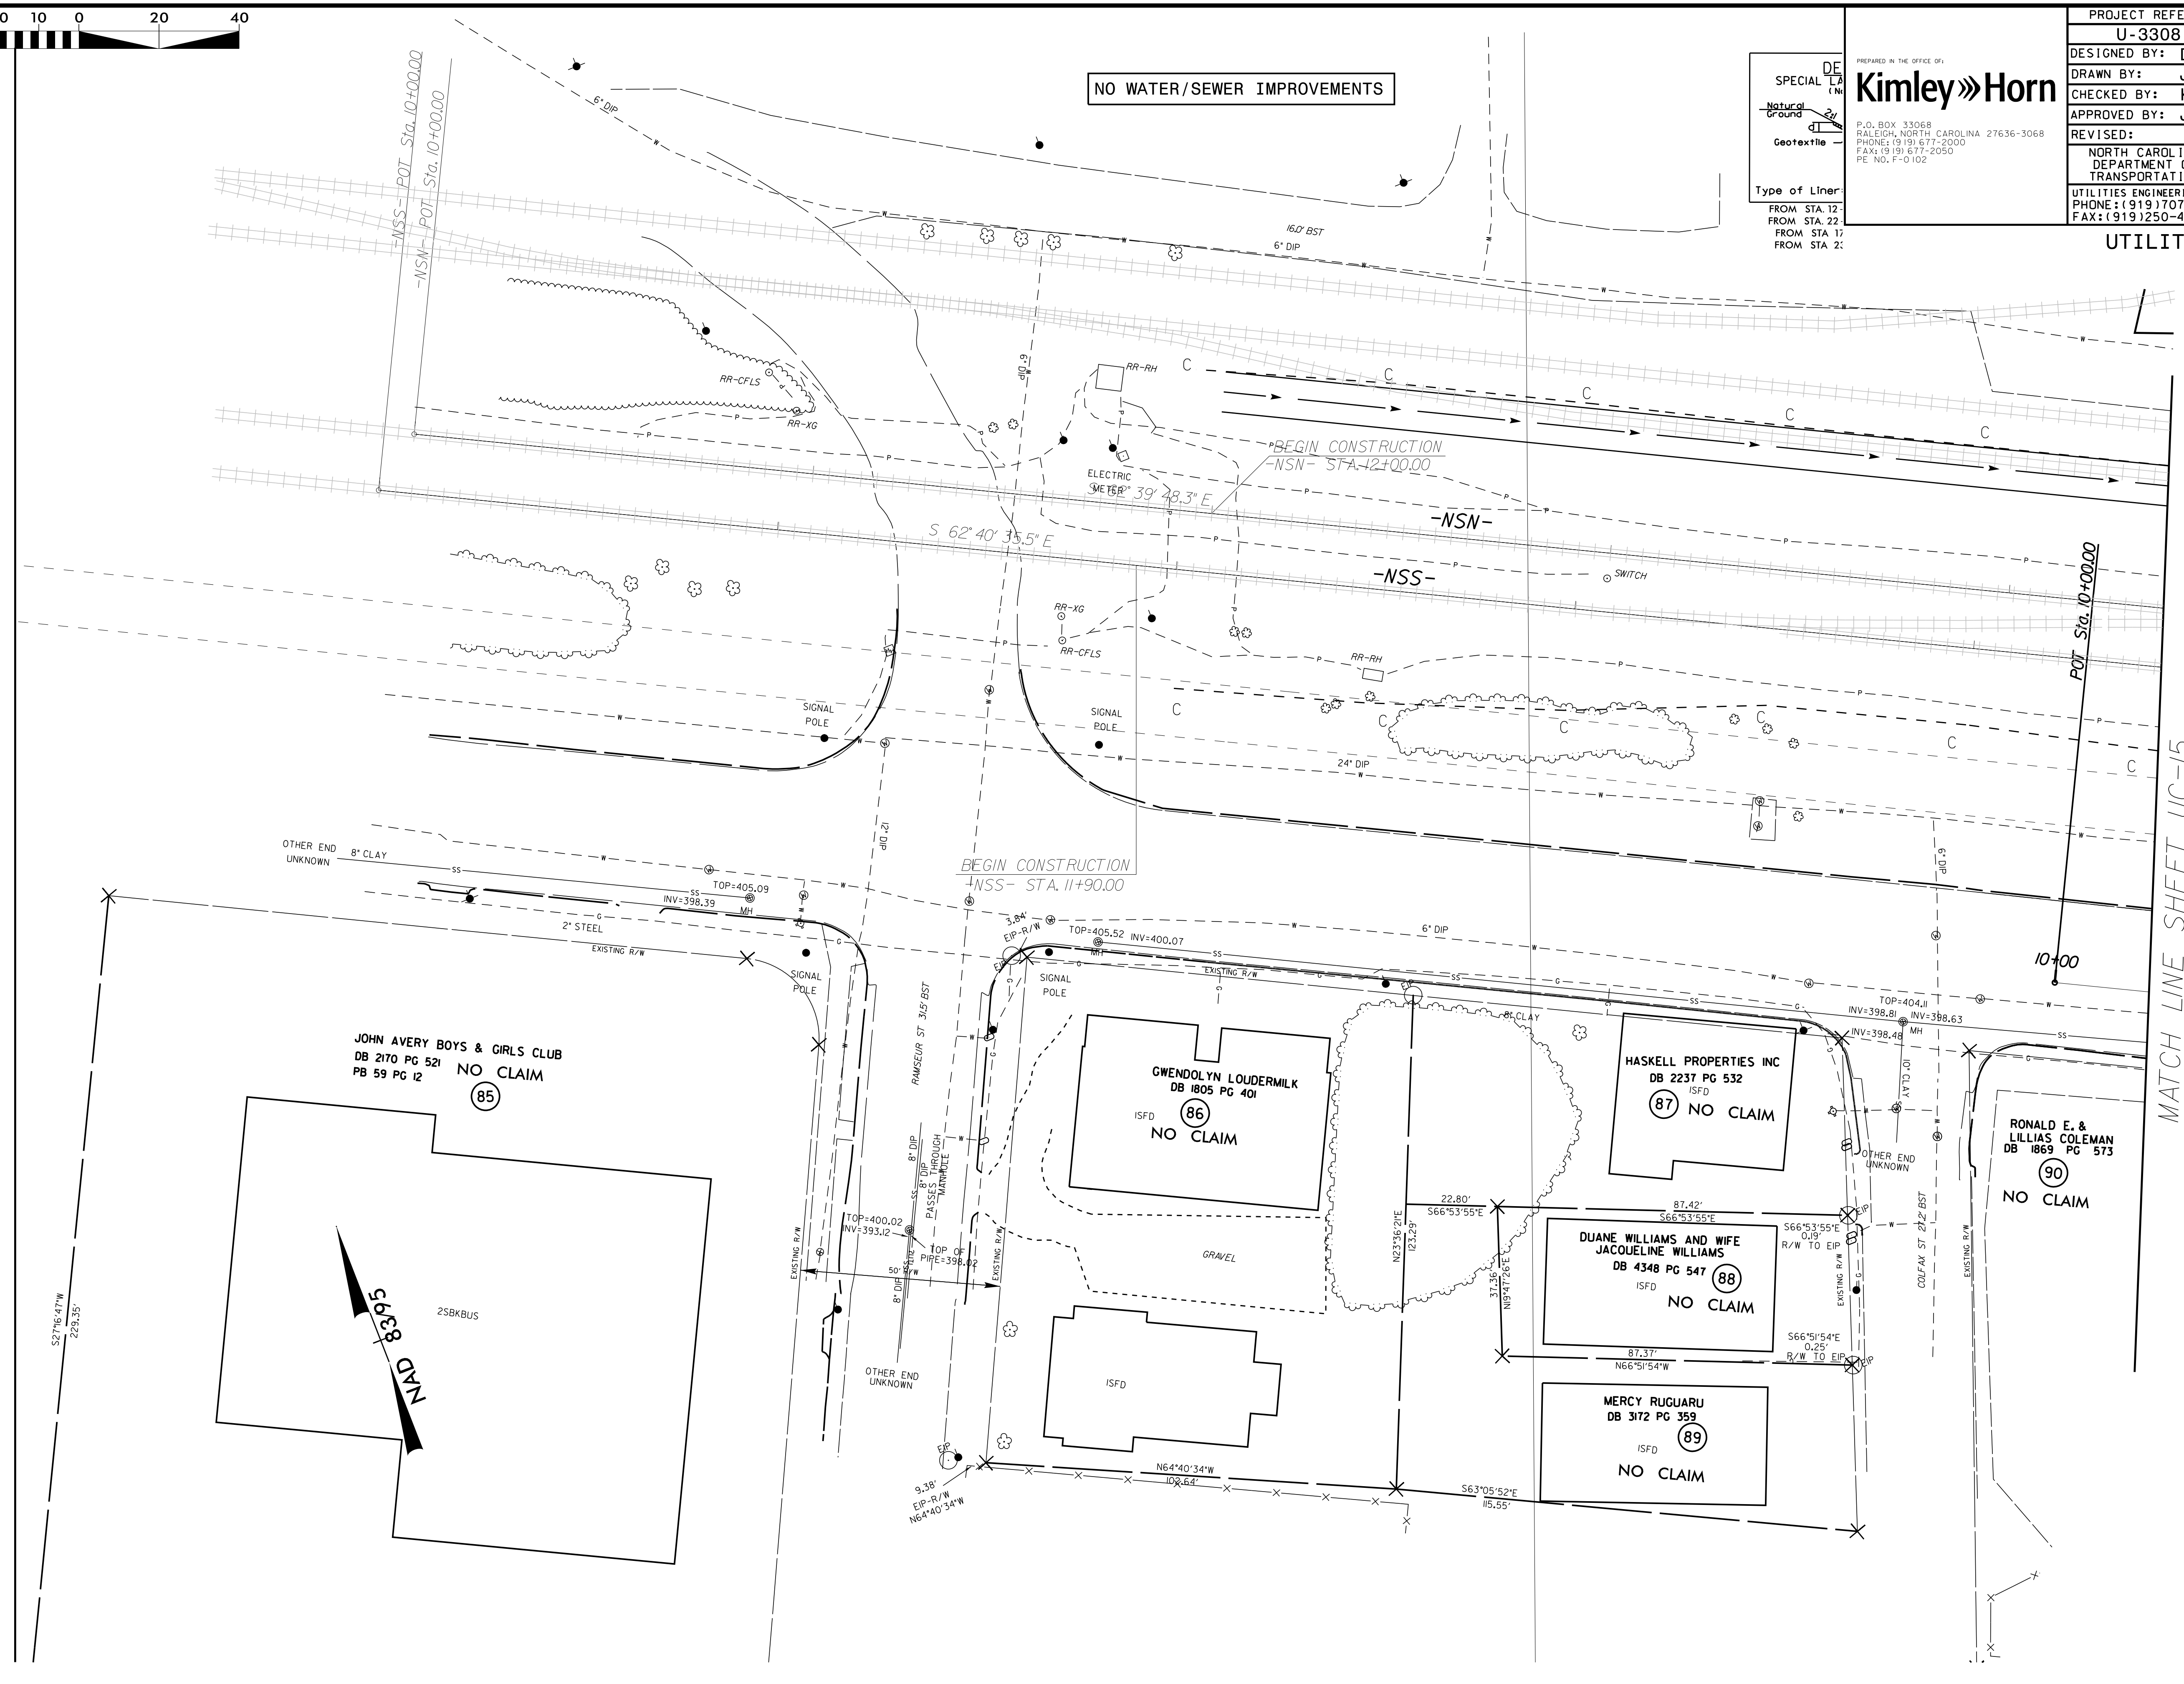 10 0 20 40
NO WATER/SEWER IMPROVEMENTS
SPECIAL
Natural
Ground
2:1
Geotextile
Type of Liner
FROM STA. 12
FROM STA. 22
FROM STA 17
FROM STA 23
PREPARED IN THE OFFICE OF:
Kimley»Horn
P.O. BOX 33068
RALEIGH, NORTH CAROLINA 27636-3068
PHONE: (919) 677-2000
FAX: (919) 677-2050
PE NO. F-0102
PROJECT REFE
U-3308
DESIGNED BY:
DRAWN BY:
CHECKED BY:
APPROVED BY:
REVISED:
NORTH CAROLI
DEPARTMENT
TRANSPORTATI
UTILITIES ENGINEER
PHONE:(919)707
FAX:(919)250-4
UTILIT
-NSS- POT Sta. 10+00.00
-NSN- POT Sta. 10+00.00
6" DIP
16.0' BST
6" DIP
6" DIP
RR-CFLS
RR-XG
RR-RH
C C C C C
BEGIN CONSTRUCTION
-NSN- STA. 12+00.00
ELECTRIC
METER
S 62° 39' 48.3" E
S 62° 40' 35.5" E
-NSN-
-NSS-
SWITCH
RR-XG
RR-CFLS
RR-RH
POT Sta. 10+00.00
SIGNAL
POLE
SIGNAL
POLE
C C C C C C
24" DIP
12" DIP
6" DIP
BEGIN CONSTRUCTION
-NSS- STA. 11+90.00
OTHER END
UNKNOWN
8" CLAY
TOP=405.09
INV=398.39
MH
2" STEEL
EXISTING R/W
SIGNAL
POLE
3.84'
EIP-R/W
EIP
TOP=405.52 INV=400.07
MH
SIGNAL
POLE
EXISTING R/W
6" DIP
EIP
8" CLAY
10+00
TOP=404.11
INV=398.81 INV=398.63
INV=398.48 MH
10" CLAY
MATCH LINE SHEET UC-15
JOHN AVERY BOYS & GIRLS CLUB
DB 2170 PG 521
PB 59 PG 12
NO CLAIM
85
2SBKBUS
NAD 83/95
S27°16'47"W
229.35'
RAMSEUR ST 31.5' BST
8" DIP
8" DIP
PASSES THROUGH
MANHOLE
TOP=400.02
INV=393.12
TOP OF
PIPE=398.02
50' R/W
8" DIP
EXISTING R/W
EXISTING R/W
OTHER END
UNKNOWN
GWENDOLYN LOUDERMILK
DB 1805 PG 401
ISFD
86
NO CLAIM
GRAVEL
ISFD
HASKELL PROPERTIES INC
DB 2237 PG 532
ISFD
87
NO CLAIM
OTHER END
UNKNOWN
RONALD E. &
LILLIAS COLEMAN
DB 1869 PG 573
90
NO CLAIM
22.80'
S66°53'55"E
87.42'
S66°53'55"E
N23°36'21"E
123.29'
37.36'
N19°47'26"E
DUANE WILLIAMS AND WIFE
JACQUELINE WILLIAMS
DB 4348 PG 547
88
ISFD
NO CLAIM
EIP
S66°53'55"E
0.19'
R/W TO EIP
EXISTING R/W
COLFAX ST 27.2' BST
EXISTING R/W
S66°51'54"E
0.25'
R/W TO EIP
EIP
87.37'
N66°51'54"W
MERCY RUGUARU
DB 3172 PG 359
89
ISFD
NO CLAIM
EIP
9.38'
EIP-R/W
N64°40'34"W
N64°40'34"W
102.64'
S63°05'52"E
115.55'